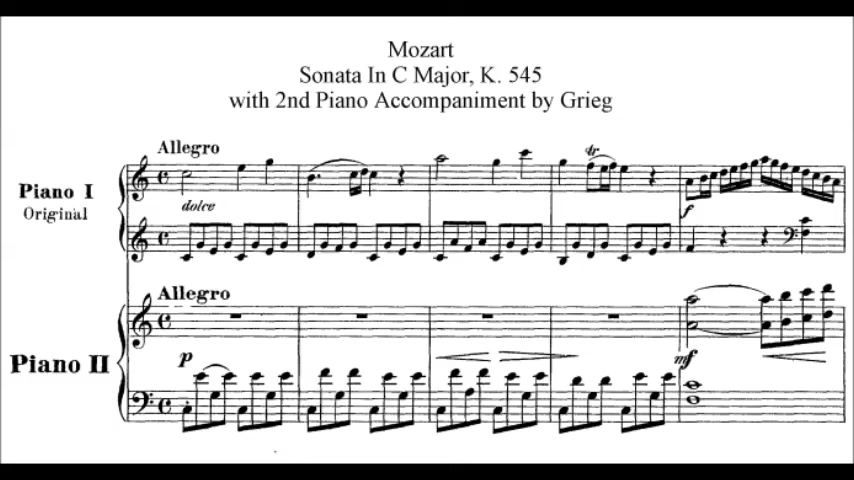 Mozart
Sonata In C Major, K. 545
with 2nd Piano Accompaniment by Grieg
Allegro
Piano I
Original
dolce
tr
f
Allegro
Piano II
p
mf